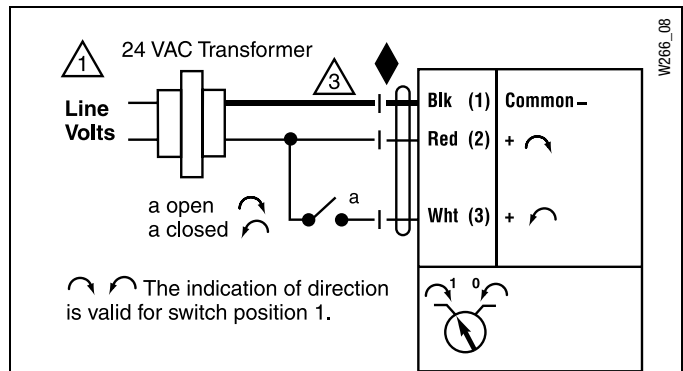 W266_08
1 24 VAC Transformer
3
Line
Volts
Blk (1) Common –
Red (2) +
a
Wht (3) +
a open
a closed
The indication of direction
is valid for switch position 1.
1 0